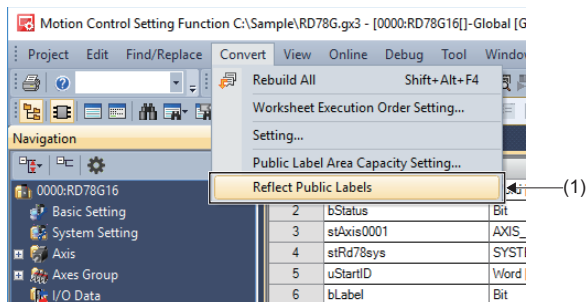 Motion Control Setting Function C:\Sample\RD78G.gx3 - [0000:RD78G16[]-Global [G
Project Edit Find/Replace Convert View Online Debug Tool Window
Rebuild All Shift+Alt+F4
Worksheet Execution Order Setting...
Navigation
Setting...
Public Label Area Capacity Setting...
0000:RD78G16
Reflect Public Labels
(1)
Basic Setting
2 bStatus Bit
System Setting
3 stAxis0001 AXIS_
Axis
4 stRd78sys SYSTE
Axes Group
5 uStartID Word
I/O Data
6 bLabel Bit